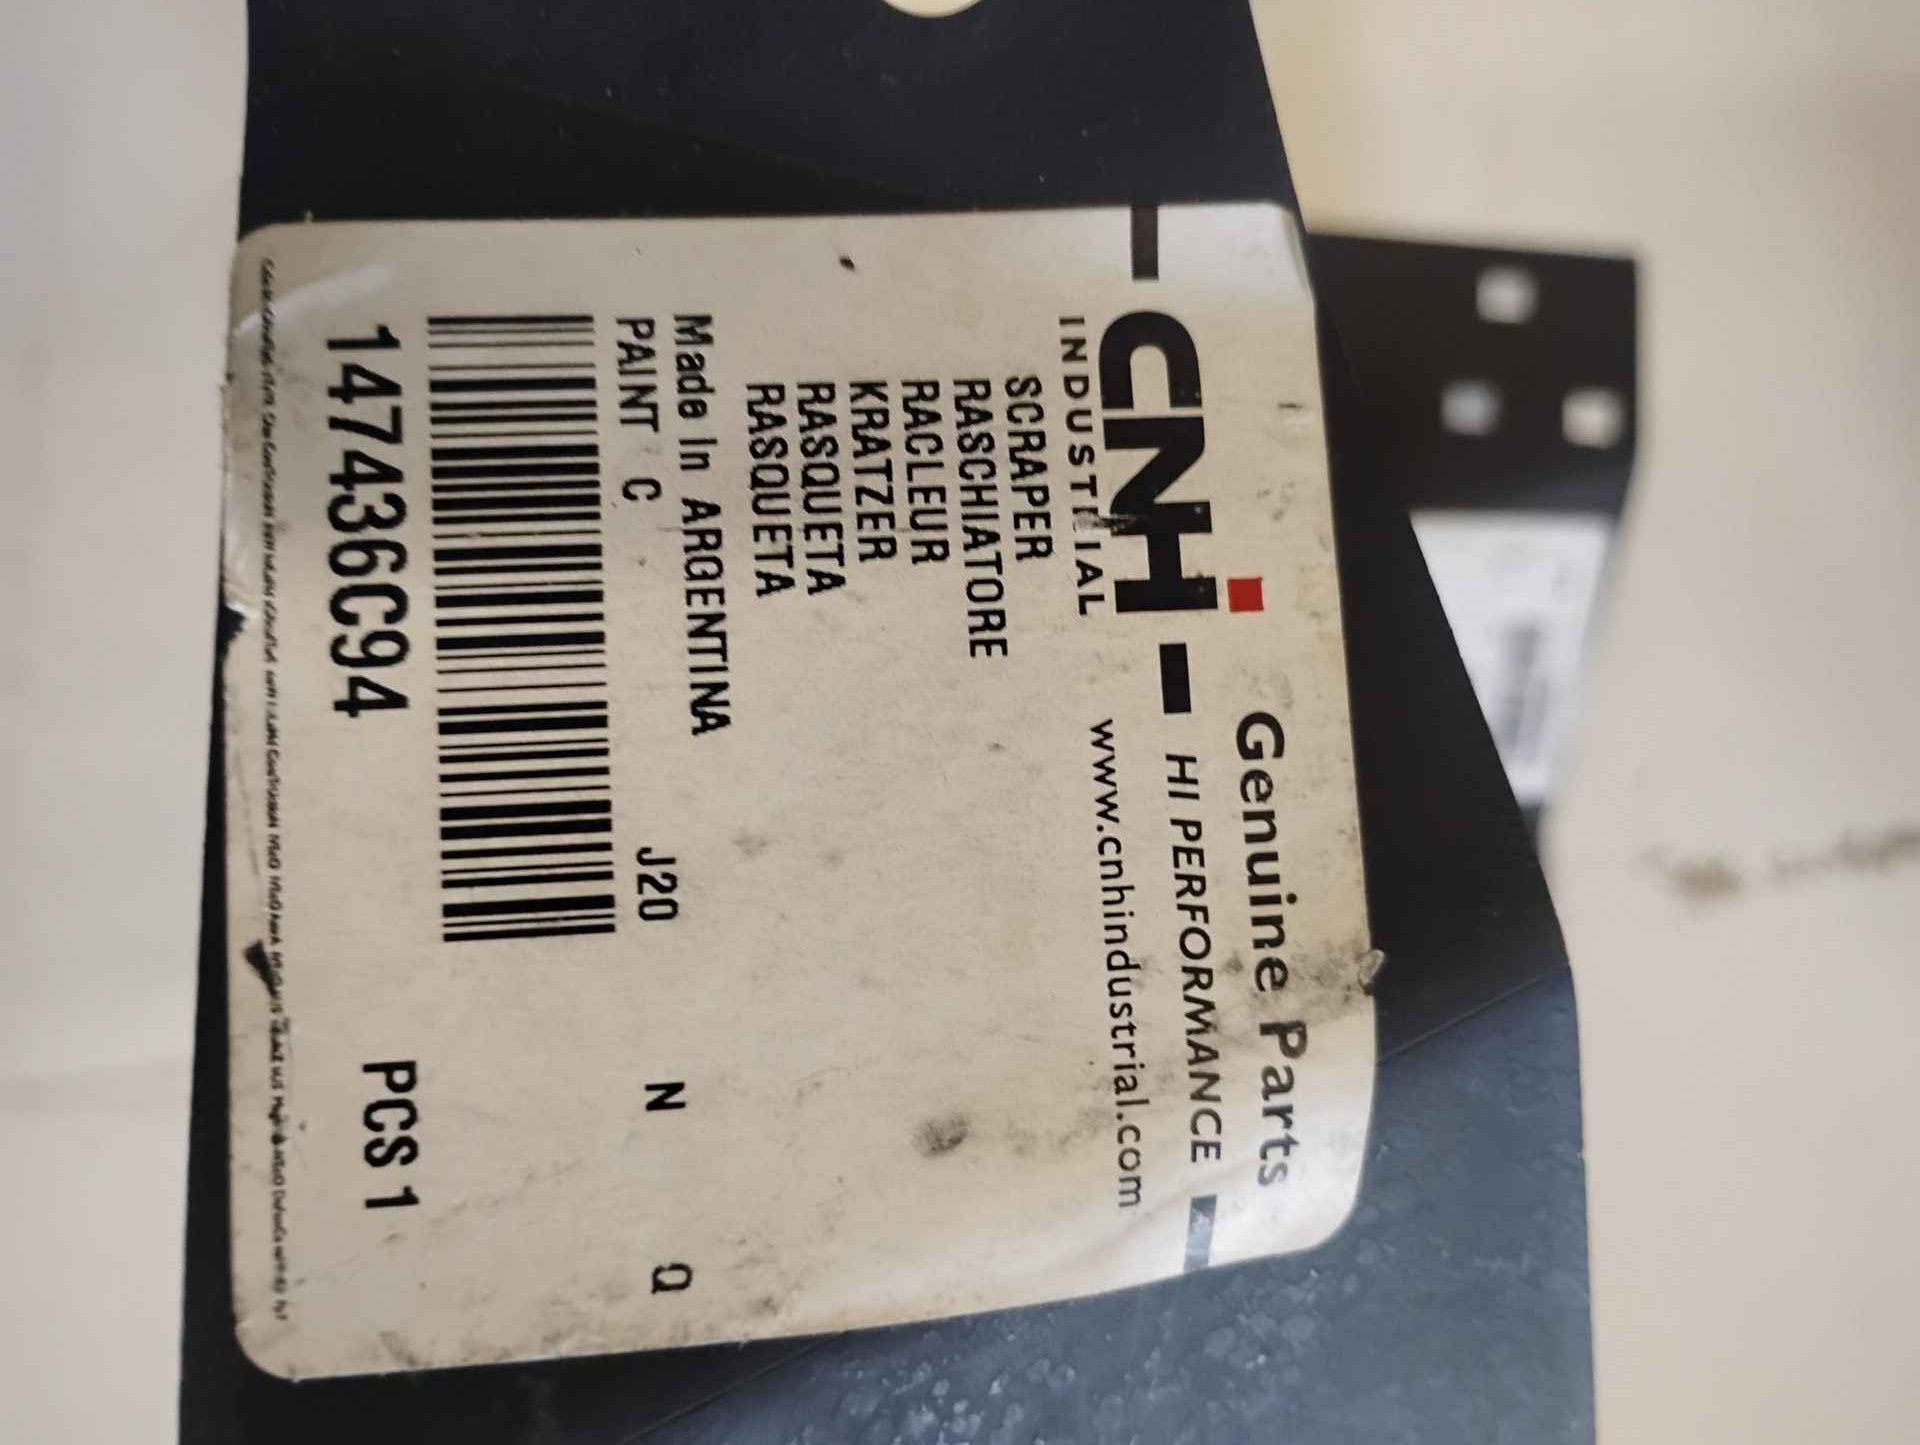 Genuine Parts
CNH
HI PERFORMANCE
INDUSTRIAL
www.cnhindustrial.com
SCRAPER
RASCHIATORE
RACLEUR
KRATZER
RASQUETA
RASQUETA
Made In ARGENTINA
PAINT C J20 N Q
147436C94 PCS 1